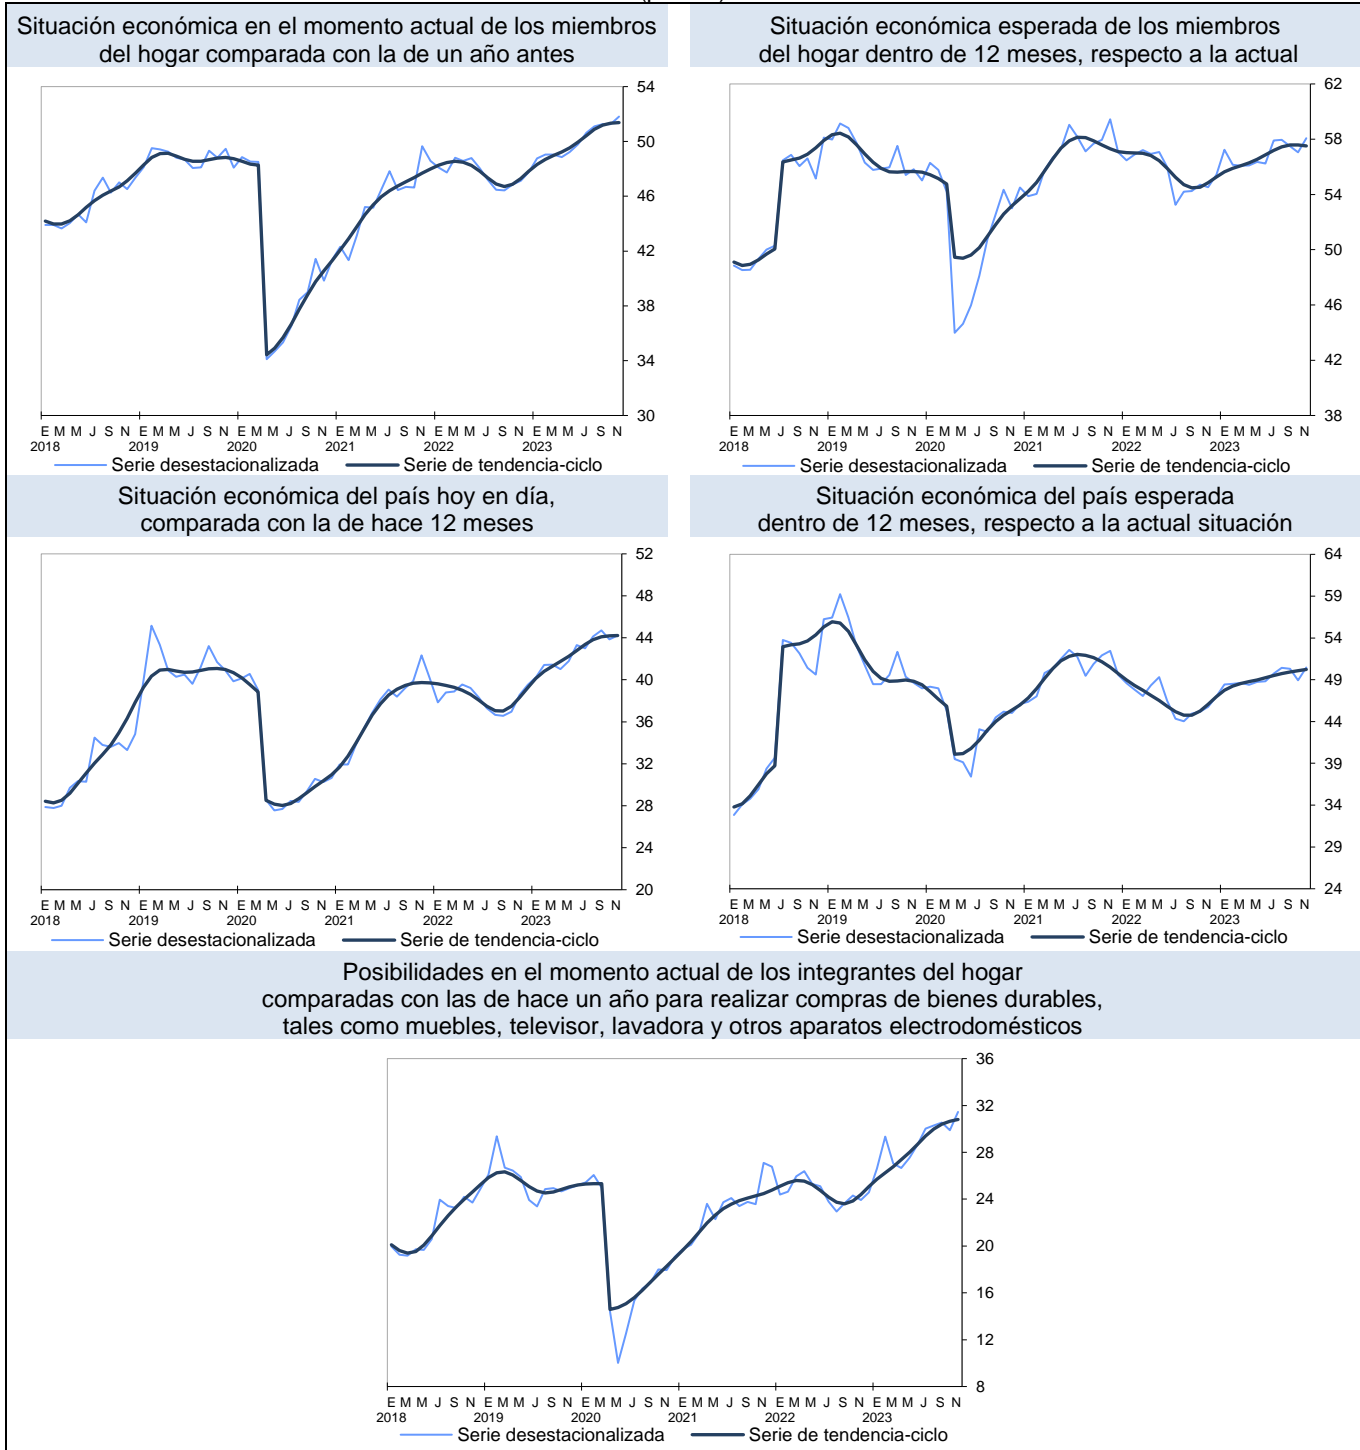 Situación económica en el momento actual de los miembros
del hogar comparada con la de un año antes
54
50
46
42
38
34
30
E M M J S N E M M J S N E M M J S N E M M J S N E M M J S N E M M J S N
2018 2019 2020 2021 2022 2023
Serie desestacionalizada Serie de tendencia-ciclo
Situación económica esperada de los miembros
del hogar dentro de 12 meses, respecto a la actual
62
58
54
50
46
42
38
E M M J S N E M M J S N E M M J S N E M M J S N E M M J S N E M M J S N
2018 2019 2020 2021 2022 2023
Serie desestacionalizada Serie de tendencia-ciclo
Situación económica del país hoy en día,
comparada con la de hace 12 meses
52
48
44
40
36
32
28
24
20
E M M J S N E M M J S N E M M J S N E M M J S N E M M J S N E M M J S N
2018 2019 2020 2021 2022 2023
Serie desestacionalizada Serie de tendencia-ciclo
Situación económica del país esperada
dentro de 12 meses, respecto a la actual situación
64
59
54
49
44
39
34
29
24
E M M J S N E M M J S N E M M J S N E M M J S N E M M J S N E M M J S N
2018 2019 2020 2021 2022 2023
Serie desestacionalizada Serie de tendencia-ciclo
Posibilidades en el momento actual de los integrantes del hogar
comparadas con las de hace un año para realizar compras de bienes durables,
tales como muebles, televisor, lavadora y otros aparatos electrodomésticos
36
32
28
24
20
16
12
8
E M M J S N E M M J S N E M M J S N E M M J S N E M M J S N E M M J S N
2018 2019 2020 2021 2022 2023
Serie desestacionalizada Serie de tendencia-ciclo